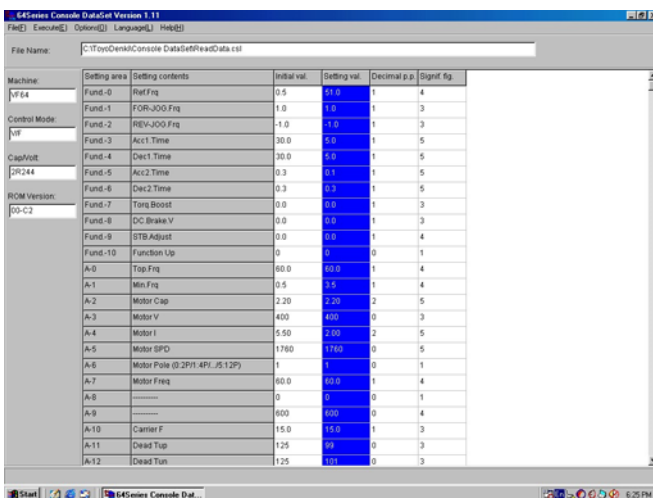 64Series Console DataSet Version 1.11
File(F) Execute(E) Option(O) Language(L) Help(H)
File Name: C:\ToyoDenki\Console DataSet\ReadData.csl
Machine:
VF64
Control Mode:
V/F
Cap/Volt:
2R244
ROM Version:
00-C2
Setting area Setting contents Initial val. Setting val. Decimal p.p. Signif. fig.
Fund.-0 Ref.Frq 0.5 51.0 1 4
Fund.-1 FOR-JOG.Frq 1.0 1.0 1 3
Fund.-2 REV-JOG.Frq -1.0 -1.0 1 3
Fund.-3 Acc1.Time 30.0 5.0 1 5
Fund.-4 Dec1.Time 30.0 5.0 1 5
Fund.-5 Acc2.Time 0.3 0.1 1 5
Fund.-6 Dec2.Time 0.3 0.3 1 5
Fund.-7 Torq.Boost 0.0 0.0 1 3
Fund.-8 DC.Brake.V 0.0 0.0 1 3
Fund.-9 STB.Adjust 0.0 0.0 1 4
Fund.-10 Function Up 0 0 0 1
A-0 Top.Frq 60.0 60.0 1 4
A-1 Min.Frq 0.5 3.5 1 4
A-2 Motor Cap 2.20 2.20 2 5
A-3 Motor V 400 400 0 3
A-4 Motor I 5.50 2.00 2 5
A-5 Motor SPD 1760 1760 0 5
A-6 Motor Pole (0:2P/1:4P/../5:12P) 1 1 0 1
A-7 Motor Freq 60.0 60.0 1 4
A-8 ---------- 0 0 0 1
A-9 ---------- 600 600 0 4
A-10 Carrier F 15.0 15.0 1 3
A-11 Dead Tup 125 99 0 3
A-12 Dead Tun 125 101 0 3
Start 64Series Console Dat... 6:25 PM